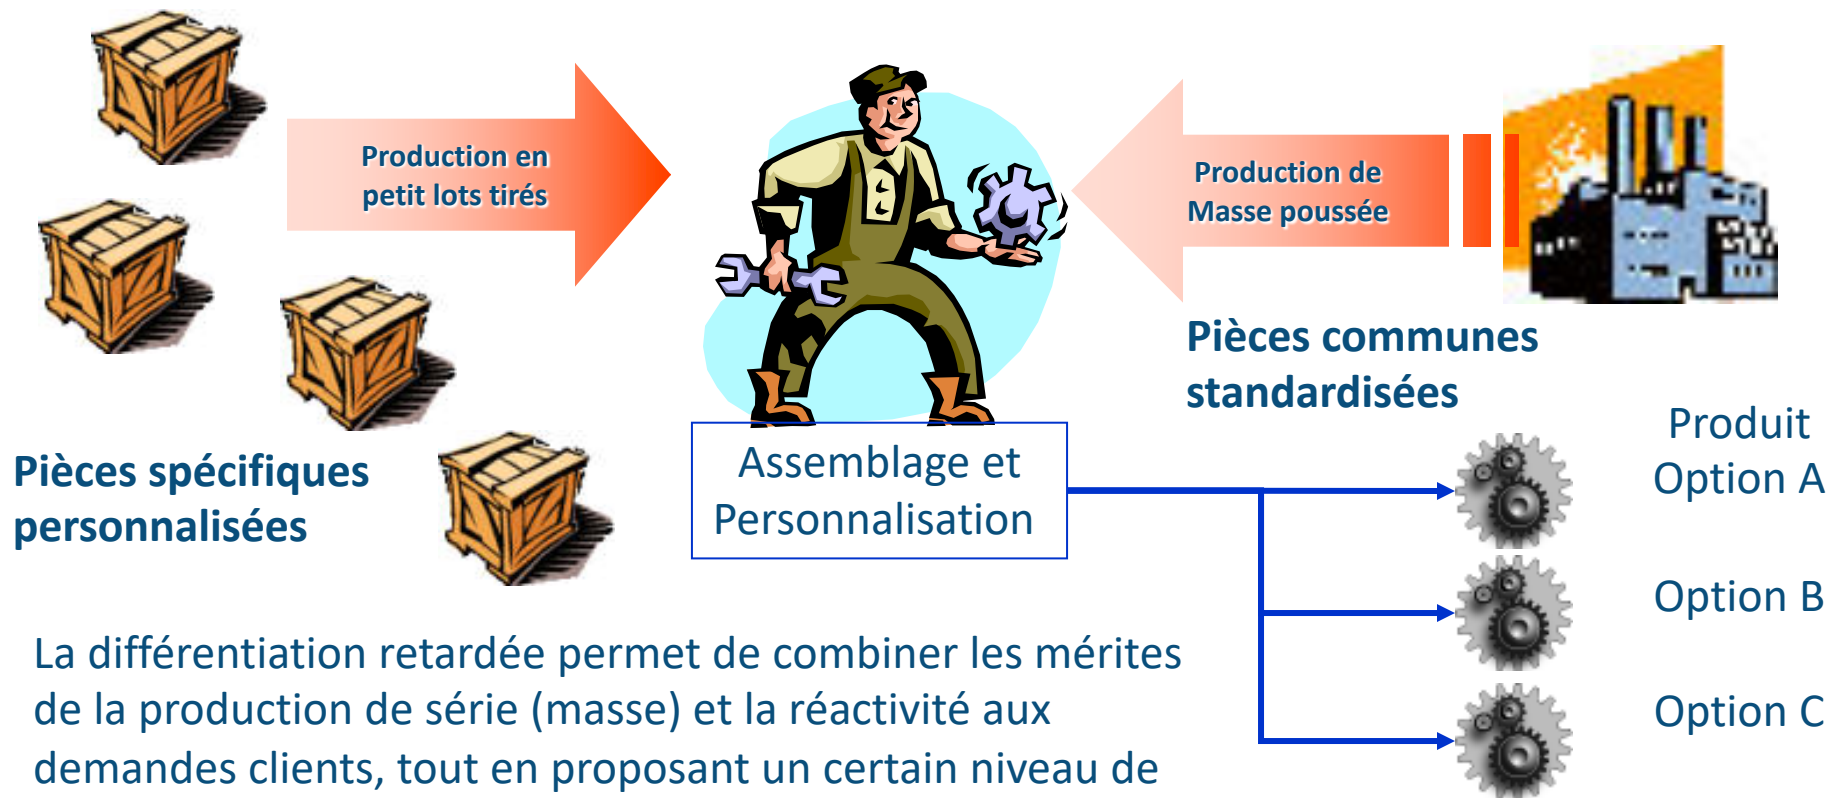 Production en
petit lots tirés
Production de
Masse poussée
Pièces communes
standardisées
Pièces spécifiques
personnalisées
Assemblage et
Personnalisation
Produit
Option A
Option B
Option C
La différentiation retardée permet de combiner les mérites
de la production de série (masse) et la réactivité aux
demandes clients, tout en proposant un certain niveau de